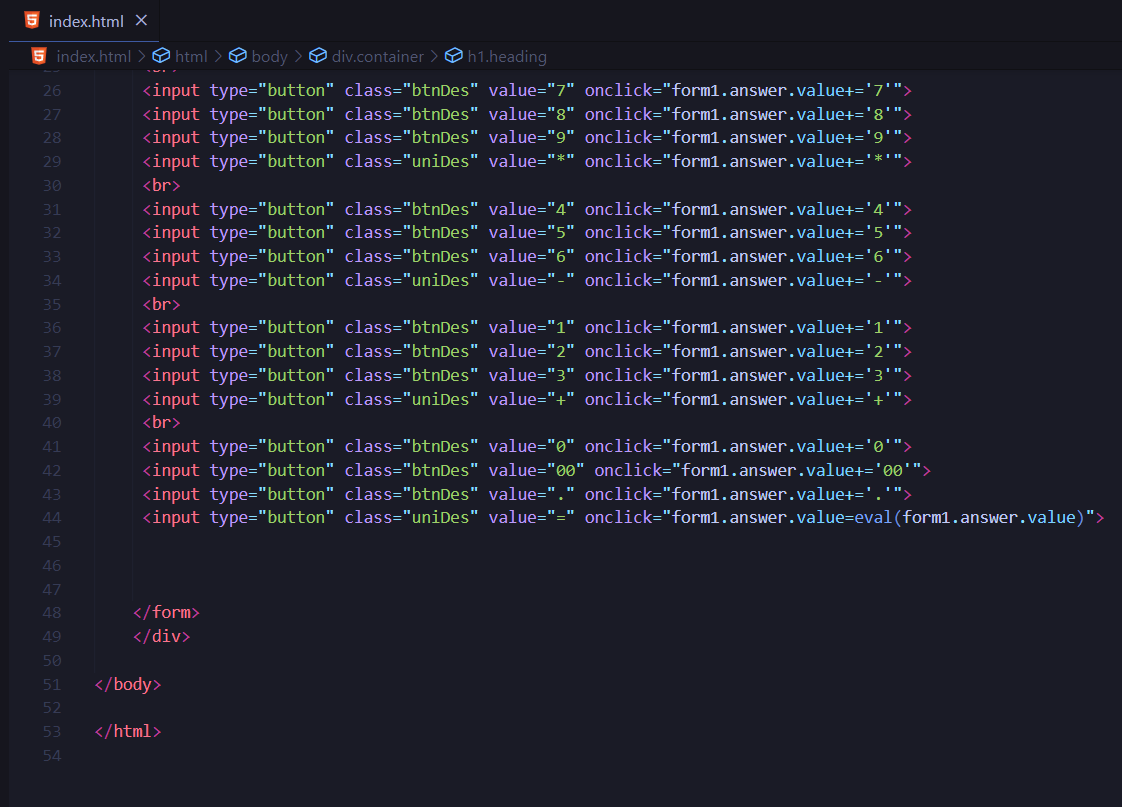 index.html
index.html > html > body > div.container > h1.heading
26 <input type="button" class="btnDes" value="7" onclick="form1.answer.value+='7'">
27 <input type="button" class="btnDes" value="8" onclick="form1.answer.value+='8'">
28 <input type="button" class="btnDes" value="9" onclick="form1.answer.value+='9'">
29 <input type="button" class="uniDes" value="*" onclick="form1.answer.value+='*'">
30 <br>
31 <input type="button" class="btnDes" value="4" onclick="form1.answer.value+='4'">
32 <input type="button" class="btnDes" value="5" onclick="form1.answer.value+='5'">
33 <input type="button" class="btnDes" value="6" onclick="form1.answer.value+='6'">
34 <input type="button" class="uniDes" value="-" onclick="form1.answer.value+='-'">
35 <br>
36 <input type="button" class="btnDes" value="1" onclick="form1.answer.value+='1'">
37 <input type="button" class="btnDes" value="2" onclick="form1.answer.value+='2'">
38 <input type="button" class="btnDes" value="3" onclick="form1.answer.value+='3'">
39 <input type="button" class="uniDes" value="+" onclick="form1.answer.value+='+'">
40 <br>
41 <input type="button" class="btnDes" value="0" onclick="form1.answer.value+='0'">
42 <input type="button" class="btnDes" value="00" onclick="form1.answer.value+='00'">
43 <input type="button" class="btnDes" value="." onclick="form1.answer.value+='.'">
44 <input type="button" class="uniDes" value="=" onclick="form1.answer.value=eval(form1.answer.value)">
45
46
47
48 </form>
49 </div>
50
51 </body>
52
53 </html>
54